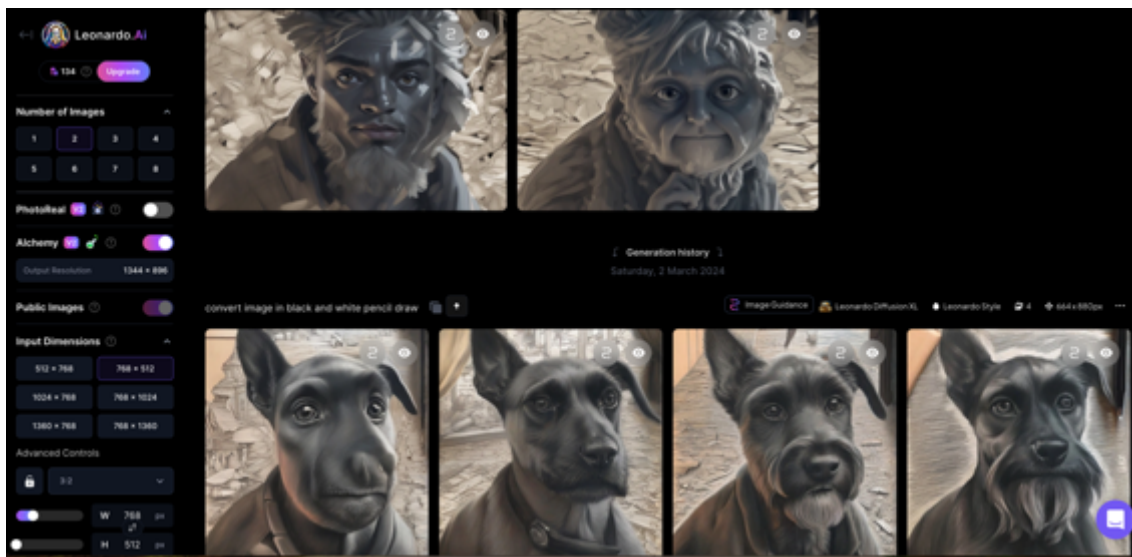 Leonardo.Ai
134 Upgrade
Number of Images
1 2 3 4
5 6 7 8
PhotoReal V2
Alchemy V2
Output Resolution 1344 × 896
Public Images
Input Dimensions
512 × 768 768 × 512
1024 × 768 768 × 1024
1360 × 768 768 × 1360
Advanced Controls
3:2
W 768 px
H 512 px
Generation history
Saturday, 2 March 2024
convert image in black and white pencil draw
Image Guidance Leonardo Diffusion XL Leonardo Style 4 664x880px